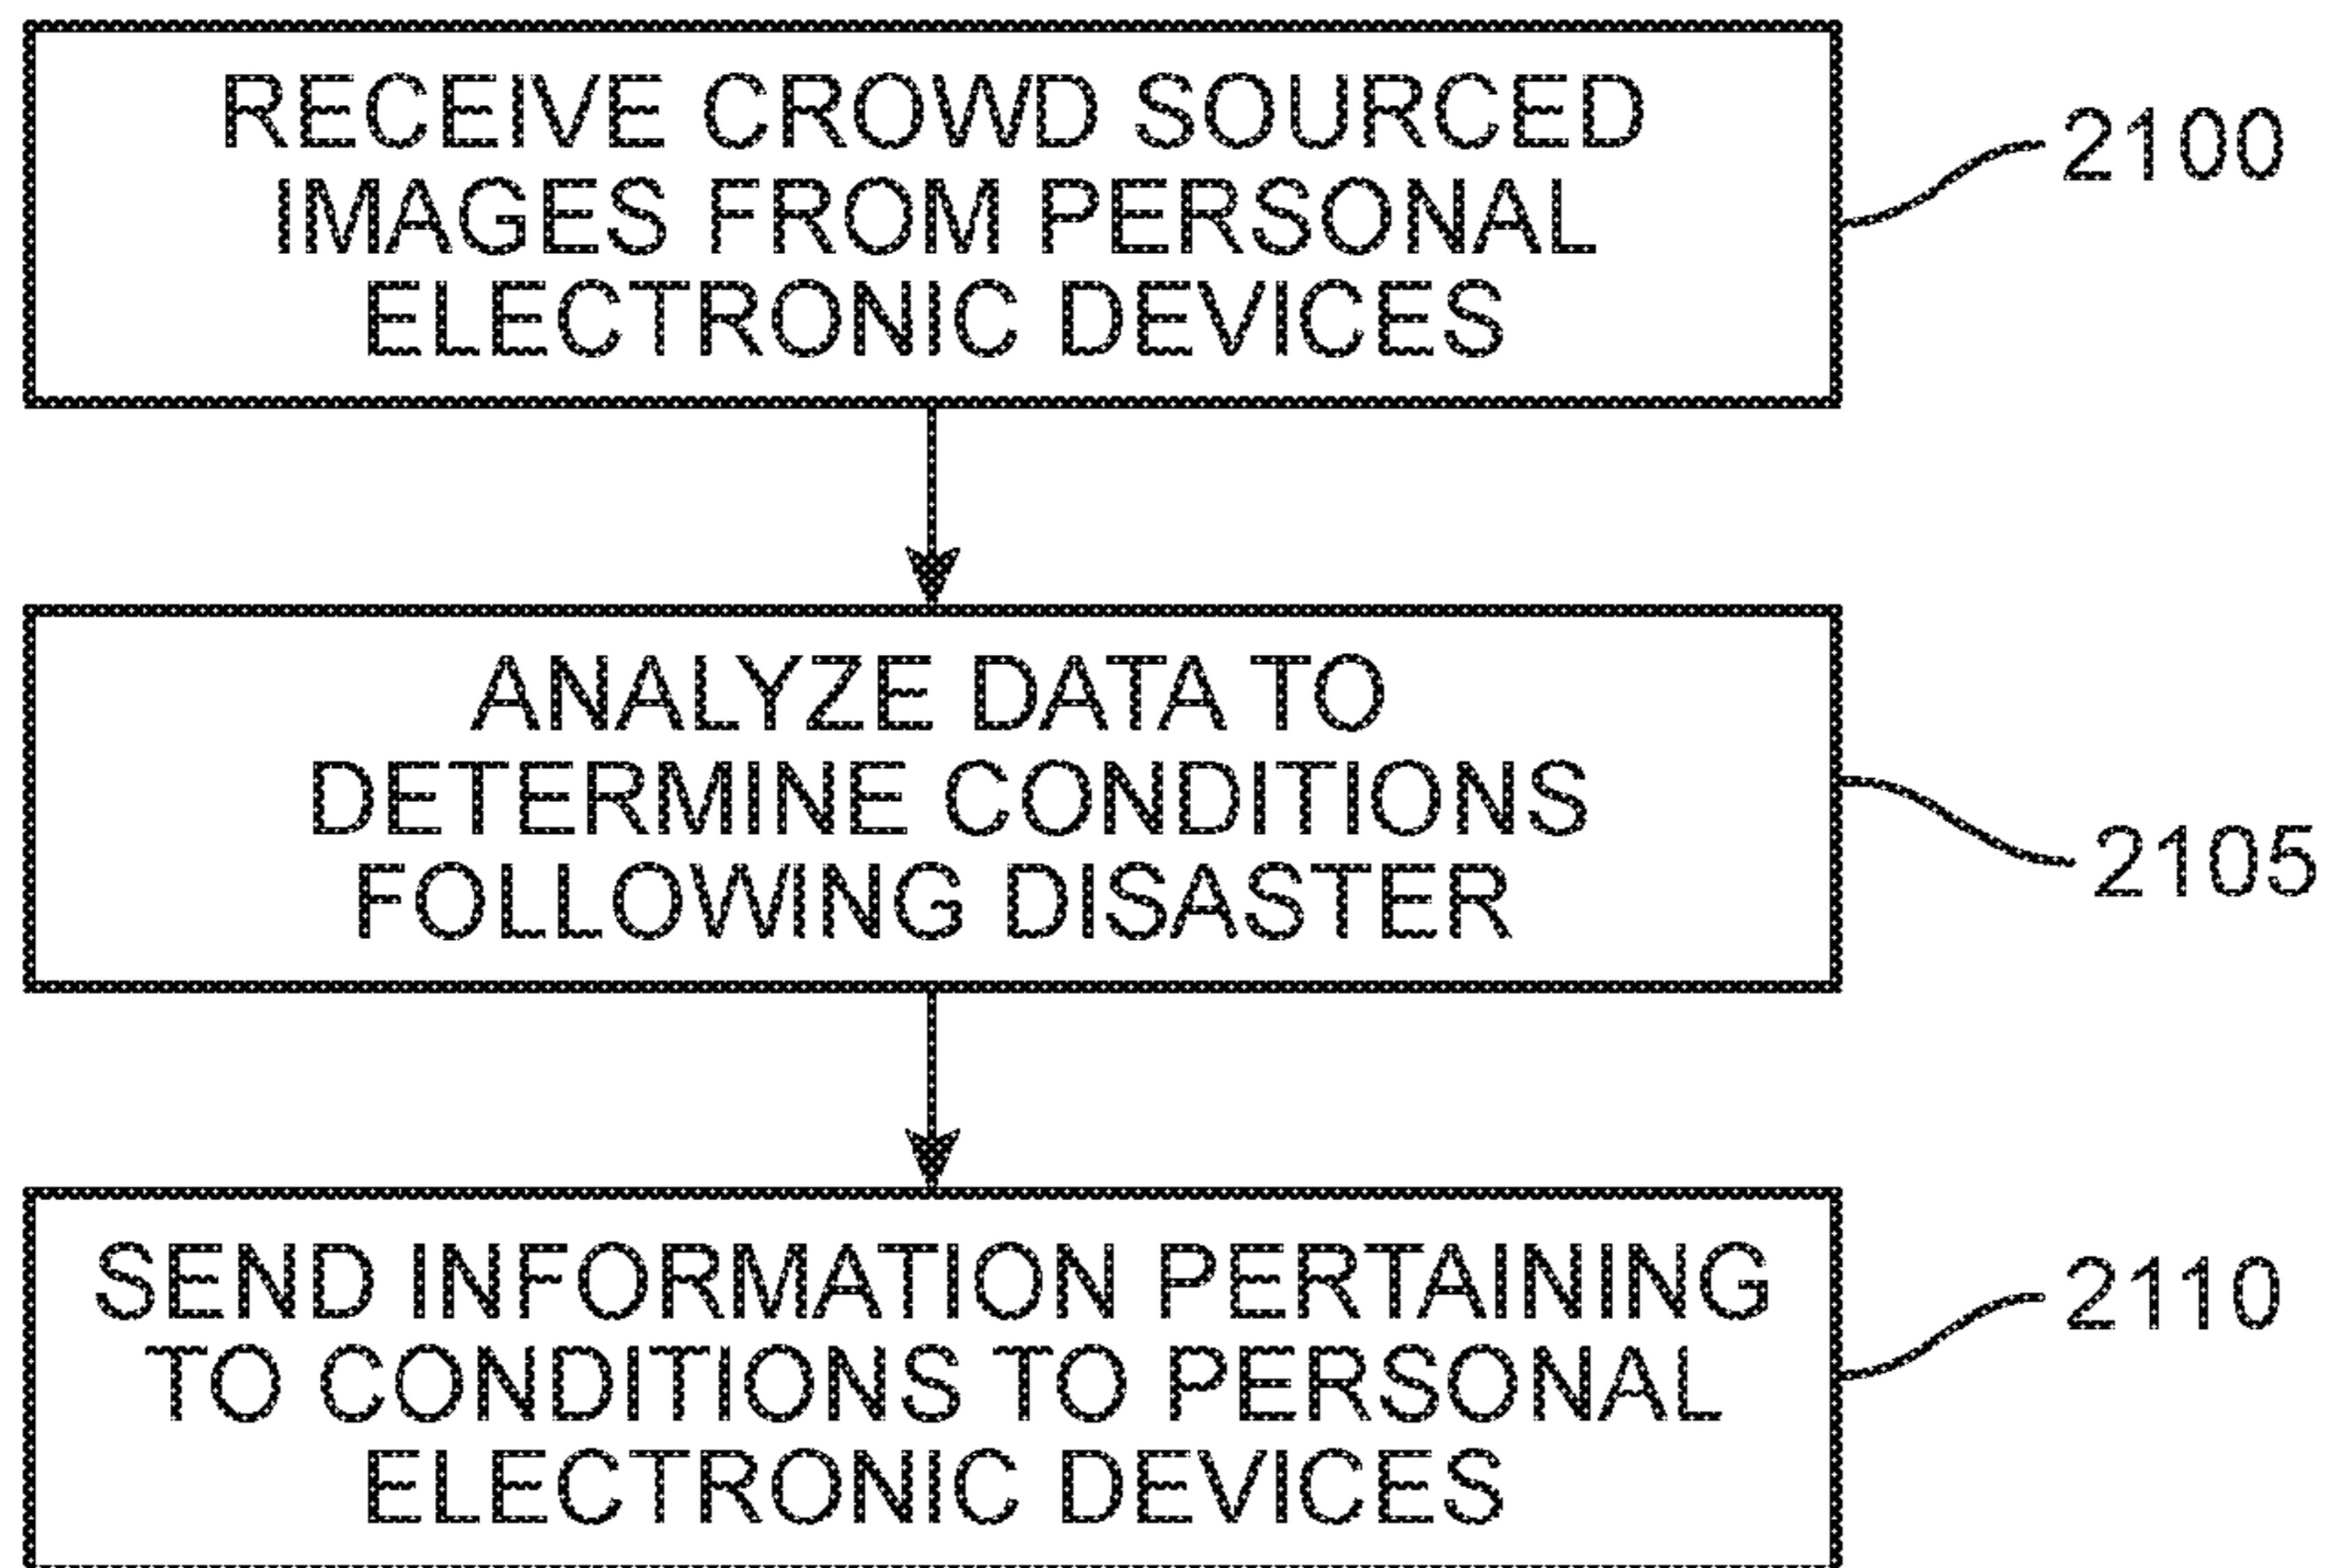 RECEIVE CROWD SOURCED
IMAGES FROM PERSONAL
ELECTRONIC DEVICES
2100
ANALYZE DATA TO
DETERMINE CONDITIONS
FOLLOWING DISASTER
2105
SEND INFORMATION PERTAINING
TO CONDITIONS TO PERSONAL
ELECTRONIC DEVICES
2110